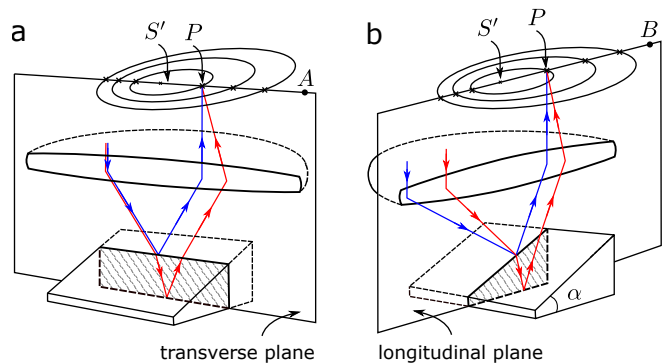 a
S′
P
A
transverse plane
b
S′
P
B
α
longitudinal plane